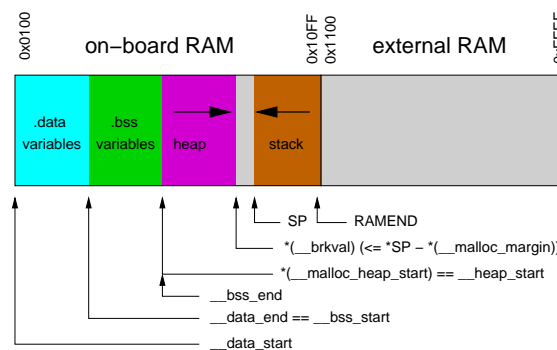 0x0100
0x10FF
0x1100
on−board RAM
external RAM
.data
variables
.bss
variables
heap
stack
SP
RAMEND
*(__brkval) (<= *SP − *(__malloc_margin))
*(__malloc_heap_start) == __heap_start
__bss_end
__data_end == __bss_start
__data_start